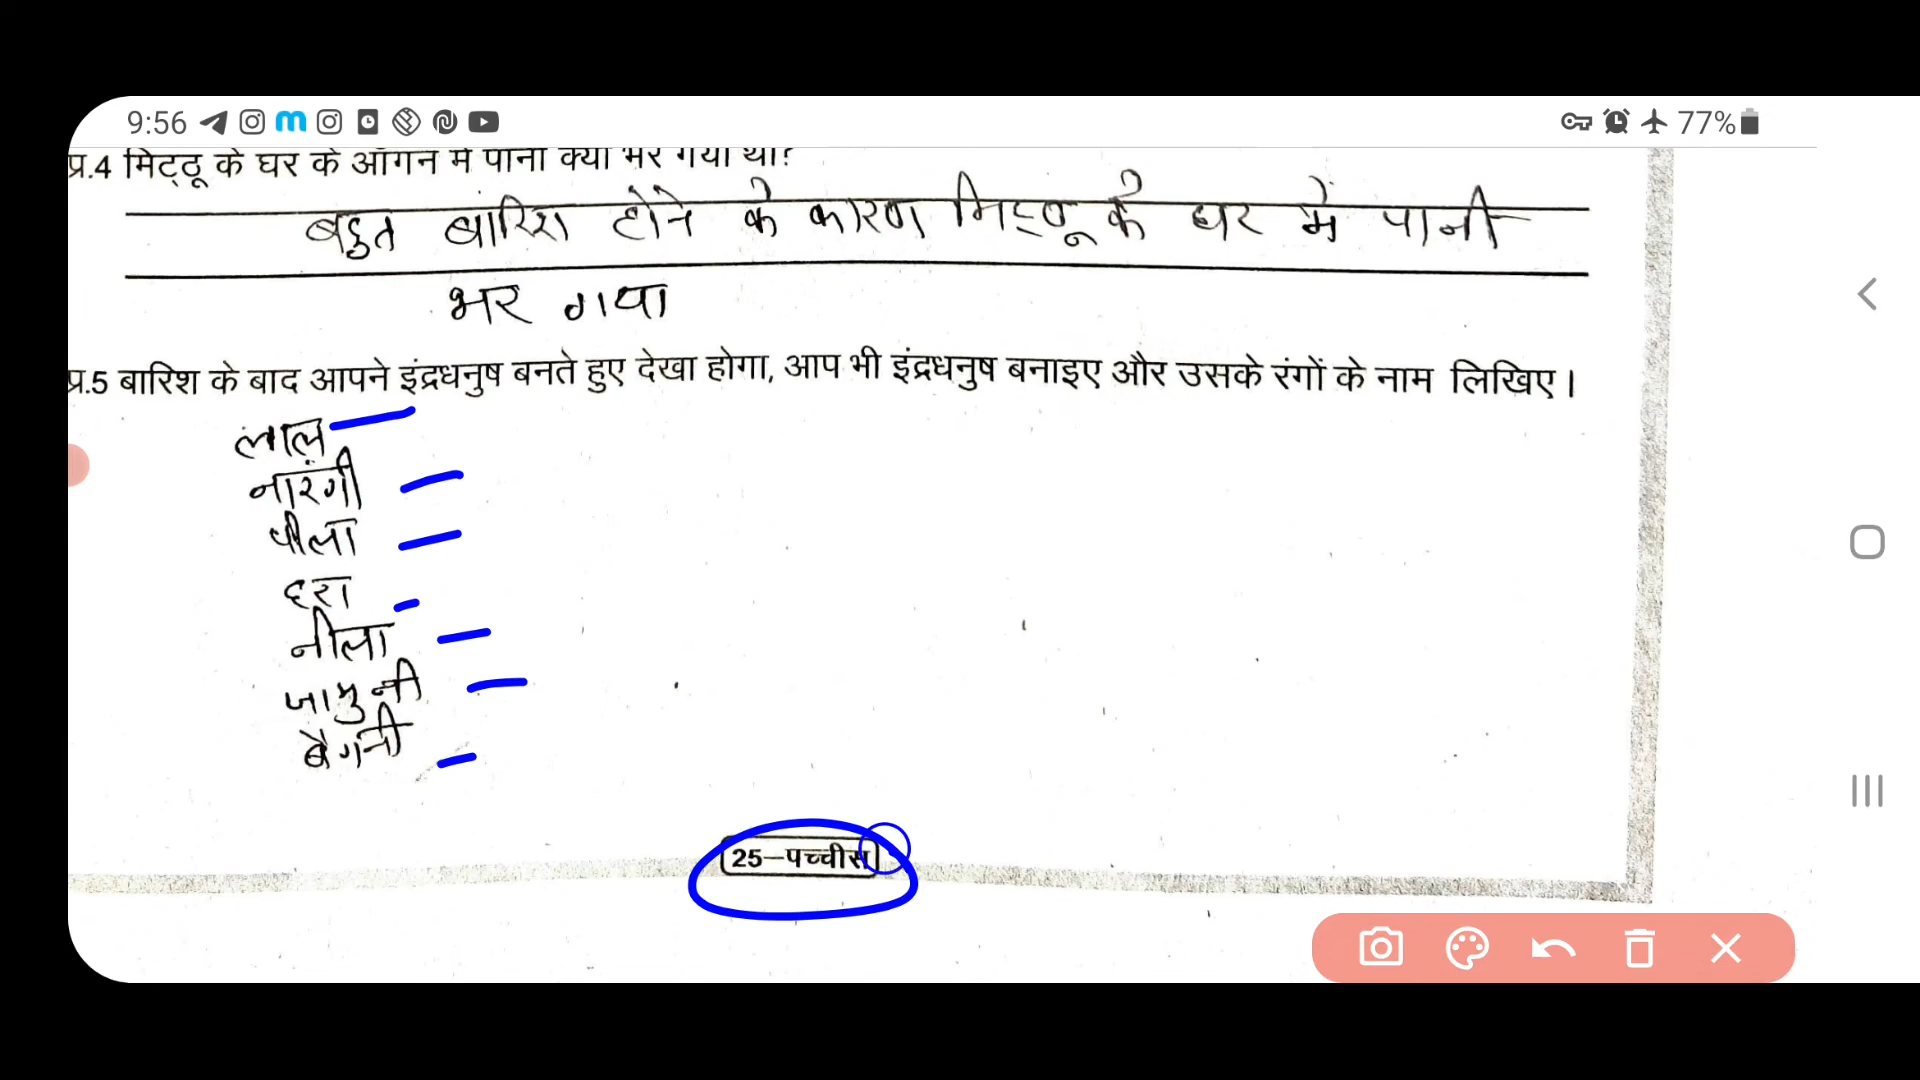 9:56 77%
प्र.4 मिट्ठू के घर के आँगन में पानी क्यों भर गया था?
बहुत बारिश होने के कारण मिट्ठू के घर में पानी
भर गया
प्र.5 बारिश के बाद आपने इंद्रधनुष बनते हुए देखा होगा, आप भी इंद्रधनुष बनाइए और उसके रंगों के नाम लिखिए।
लाल
नारंगी
पीला
हरा
नीला
जामुनी
बैगनी
25–पच्चीस